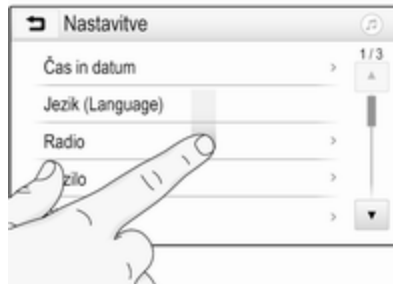 Nastavitve
1/3
Čas in datum
Jezik (Language)
Radio